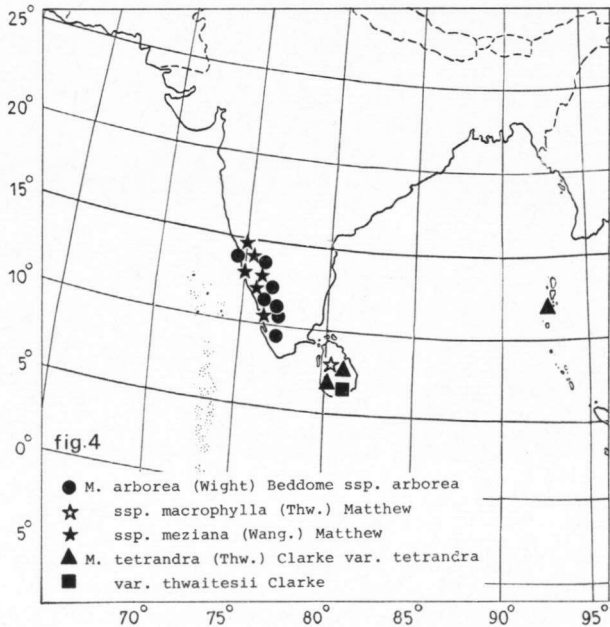 25°
20°
15°
10°
5°
0°
5°
fig.4
● M. arborea (Wight) Beddome ssp. arborea
☆ ssp. macrophylla (Thw.) Matthew
★ ssp. meziana (Wang.) Matthew
▲ M. tetrandra (Thw.) Clarke var. tetrandra
■ var. thwaitesii Clarke
70° 75° 80° 85° 90° 95°